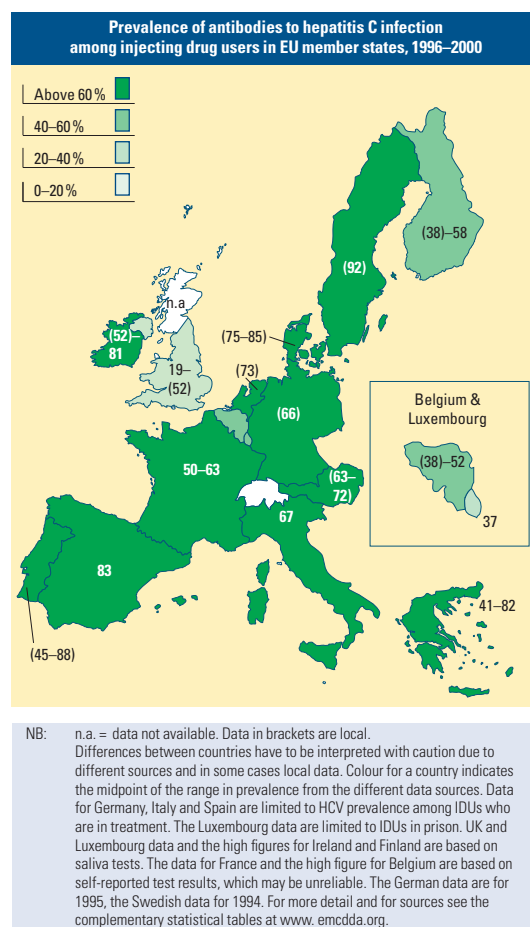 Prevalence of antibodies to hepatitis C infection
among injecting drug users in EU member states, 1996–2000
Above 60 %
40–60 %
20–40 %
0–20 %
(38)–58
(92)
n.a
(75–85)
(52)–
81
19–
(52)
(73)
(66)
Belgium &
Luxembourg
(38)–52
37
50–63
(63–
72)
67
83
41–82
(45–88)
NB: n.a. = data not available. Data in brackets are local.
Differences between countries have to be interpreted with caution due to
different sources and in some cases local data. Colour for a country indicates
the midpoint of the range in prevalence from the different data sources. Data
for Germany, Italy and Spain are limited to HCV prevalence among IDUs who
are in treatment. The Luxembourg data are limited to IDUs in prison. UK and
Luxembourg data and the high figures for Ireland and Finland are based on
saliva tests. The data for France and the high figure for Belgium are based on
self-reported test results, which may be unreliable. The German data are for
1995, the Swedish data for 1994. For more detail and for sources see the
complementary statistical tables at www. emcdda.org.